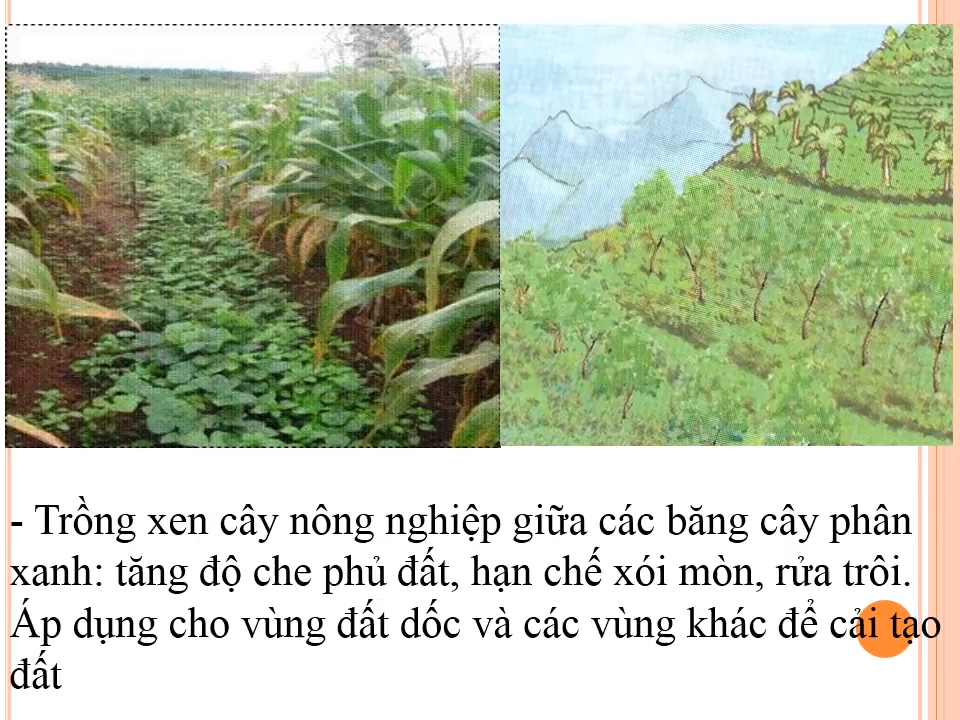 - Trồng xen cây nông nghiệp giữa các băng cây phân
xanh: tăng độ che phủ đất, hạn chế xói mòn, rửa trôi.
Áp dụng cho vùng đất dốc và các vùng khác để cải tạo
đất